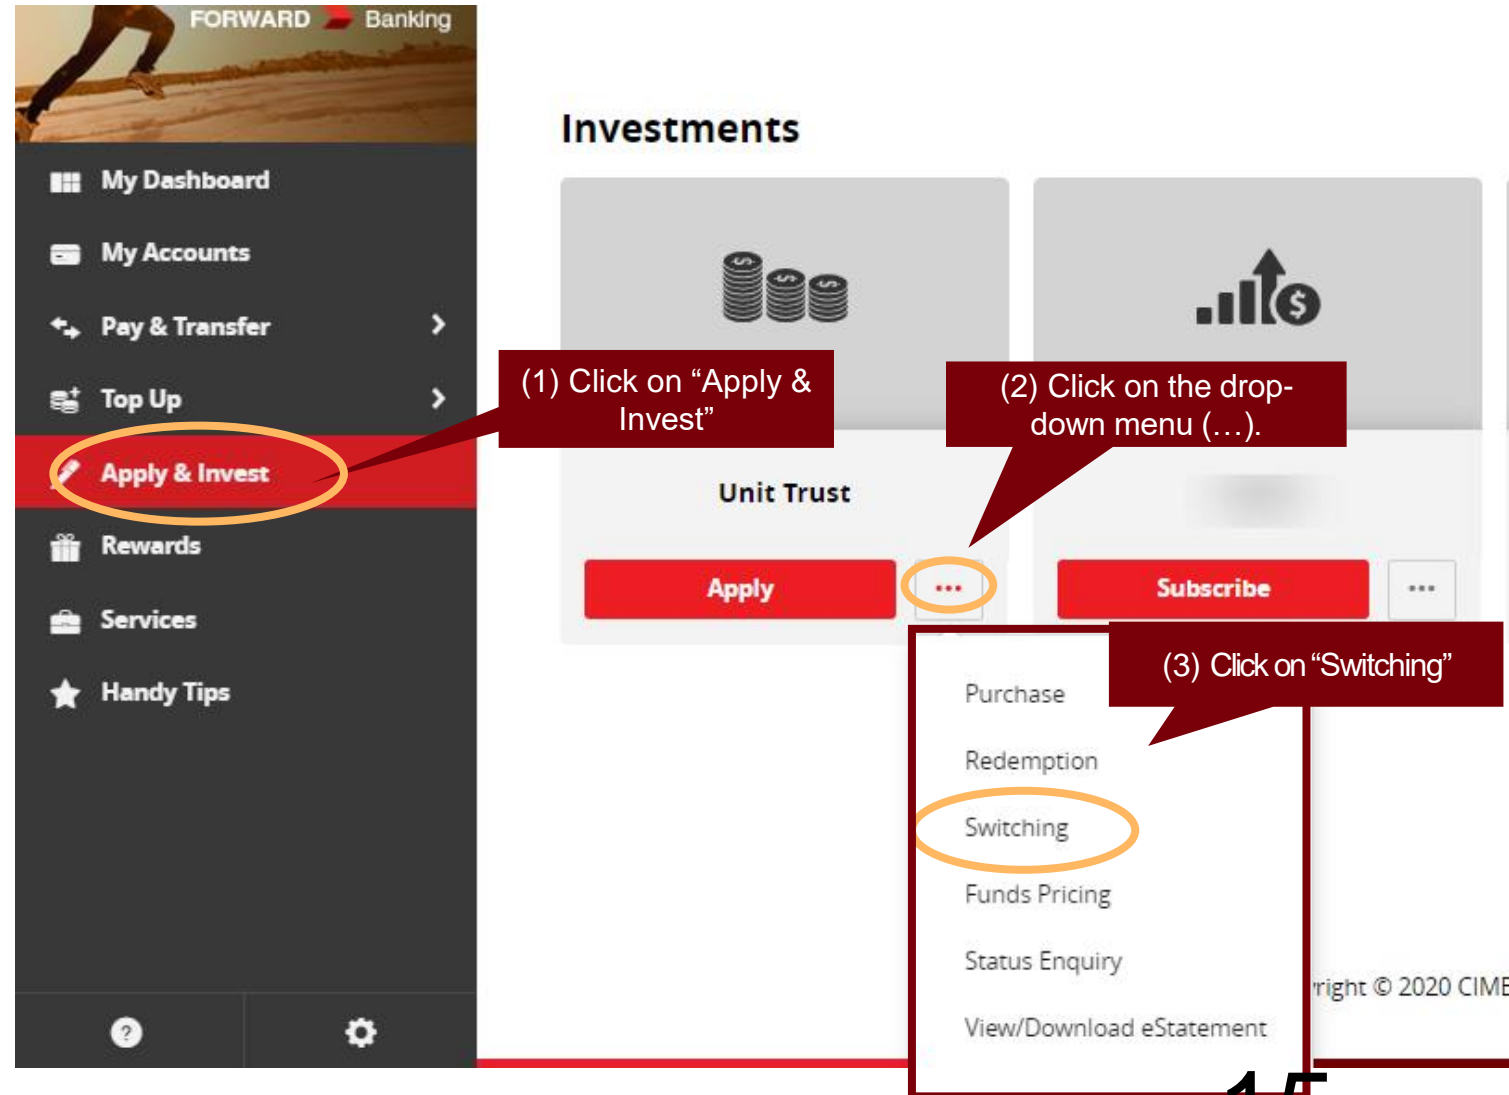 FORWARD Banking
Investments
My Dashboard
My Accounts
Pay & Transfer
Top Up
Apply & Invest
Rewards
Services
Handy Tips
(1) Click on “Apply &
Invest”
(2) Click on the drop-
down menu (…).
Unit Trust
Apply
Subscribe
(3) Click on “Switching”
Purchase
Redemption
Switching
Funds Pricing
Status Enquiry
View/Download eStatement
right © 2020 CIMB
15